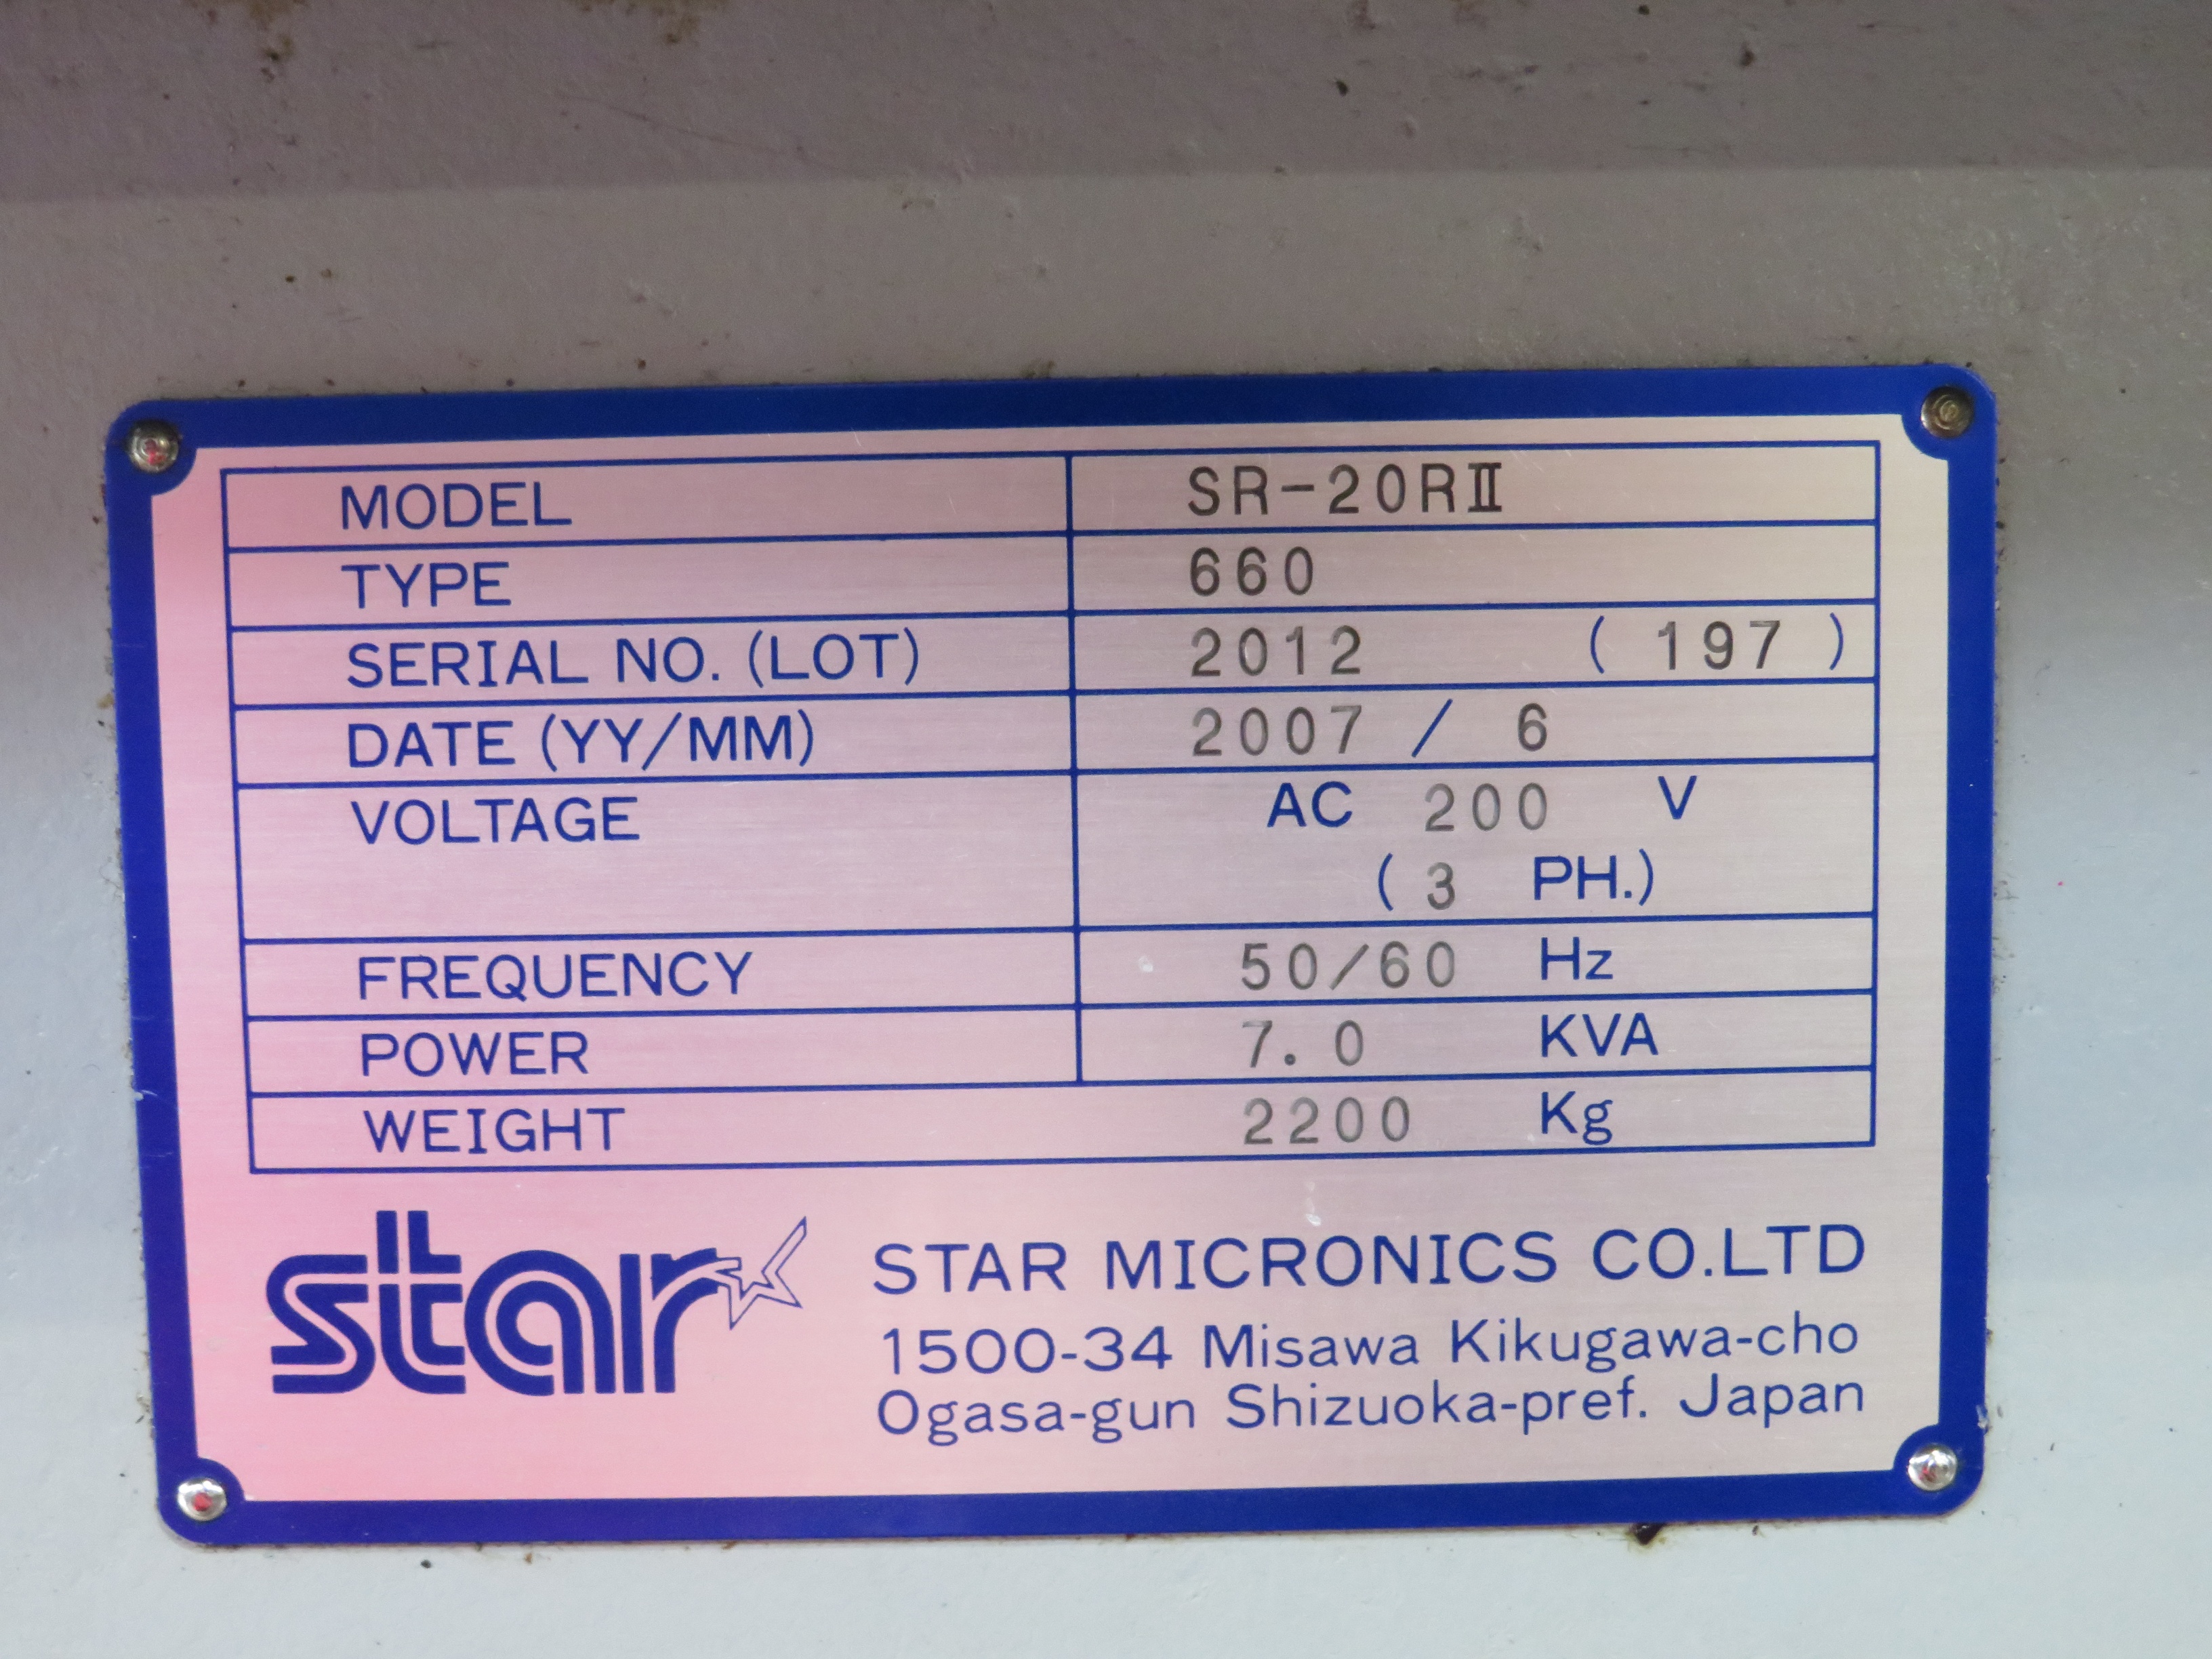 MODEL SR-20RⅡ
TYPE 660
SERIAL NO. (LOT) 2012 ( 197 )
DATE (YY/MM) 2007 / 6
VOLTAGE AC 200 V
( 3 PH.)
FREQUENCY 50/60 Hz
POWER 7.0 KVA
WEIGHT 2200 Kg
star
STAR MICRONICS CO.LTD
1500-34 Misawa Kikugawa-cho
Ogasa-gun Shizuoka-pref. Japan